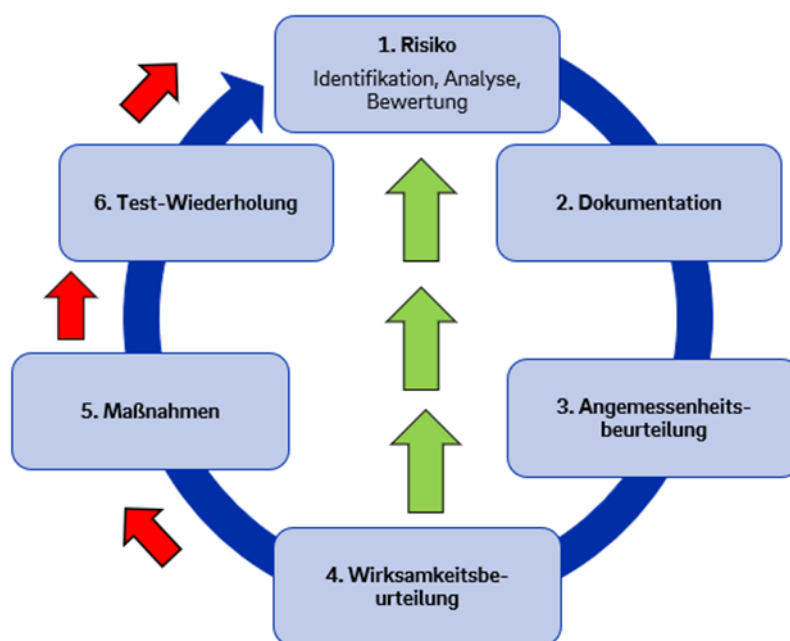 1. Risiko
Identifikation, Analyse,
Bewertung
2. Dokumentation
3. Angemessenheits-
beurteilung
4. Wirksamkeitsbe-
urteilung
5. Maßnahmen
6. Test-Wiederholung